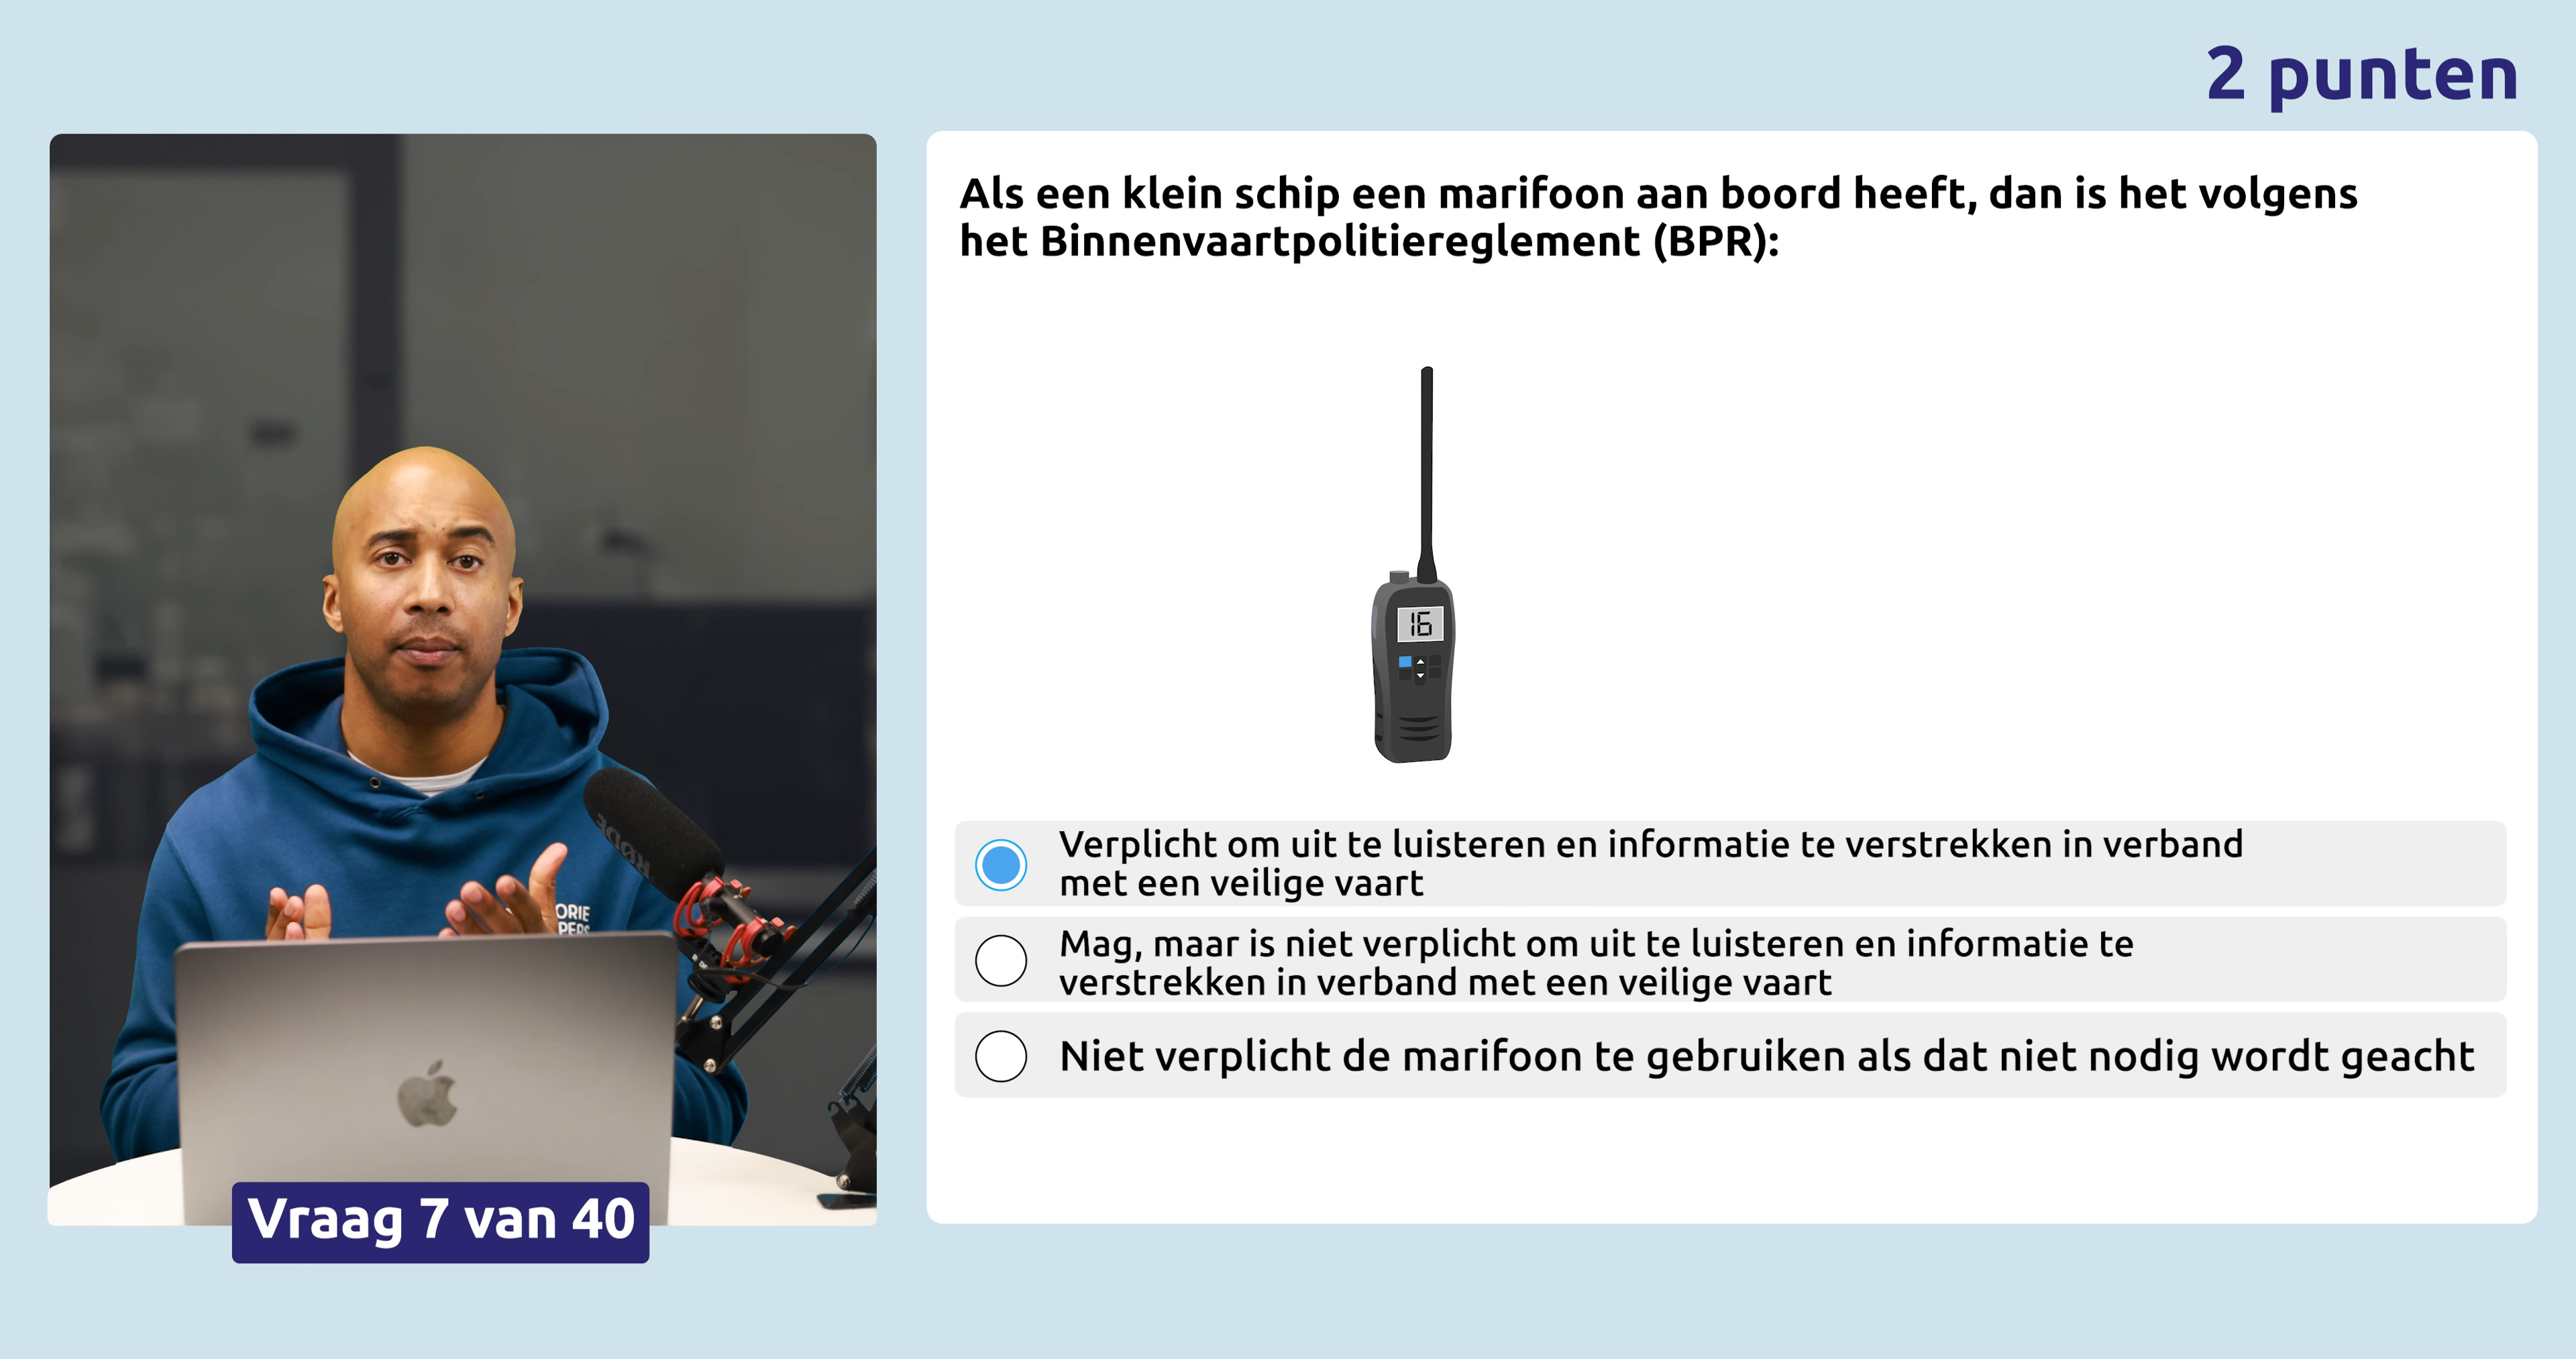 2 punten
Als een klein schip een marifoon aan boord heeft, dan is het volgens
het Binnenvaartpolitiereglement (BPR):
16
Verplicht om uit te luisteren en informatie te verstrekken in verband
met een veilige vaart
Mag, maar is niet verplicht om uit te luisteren en informatie te
verstrekken in verband met een veilige vaart
Niet verplicht de marifoon te gebruiken als dat niet nodig wordt geacht
RØDE
ORIE
PERS
Vraag 7 van 40